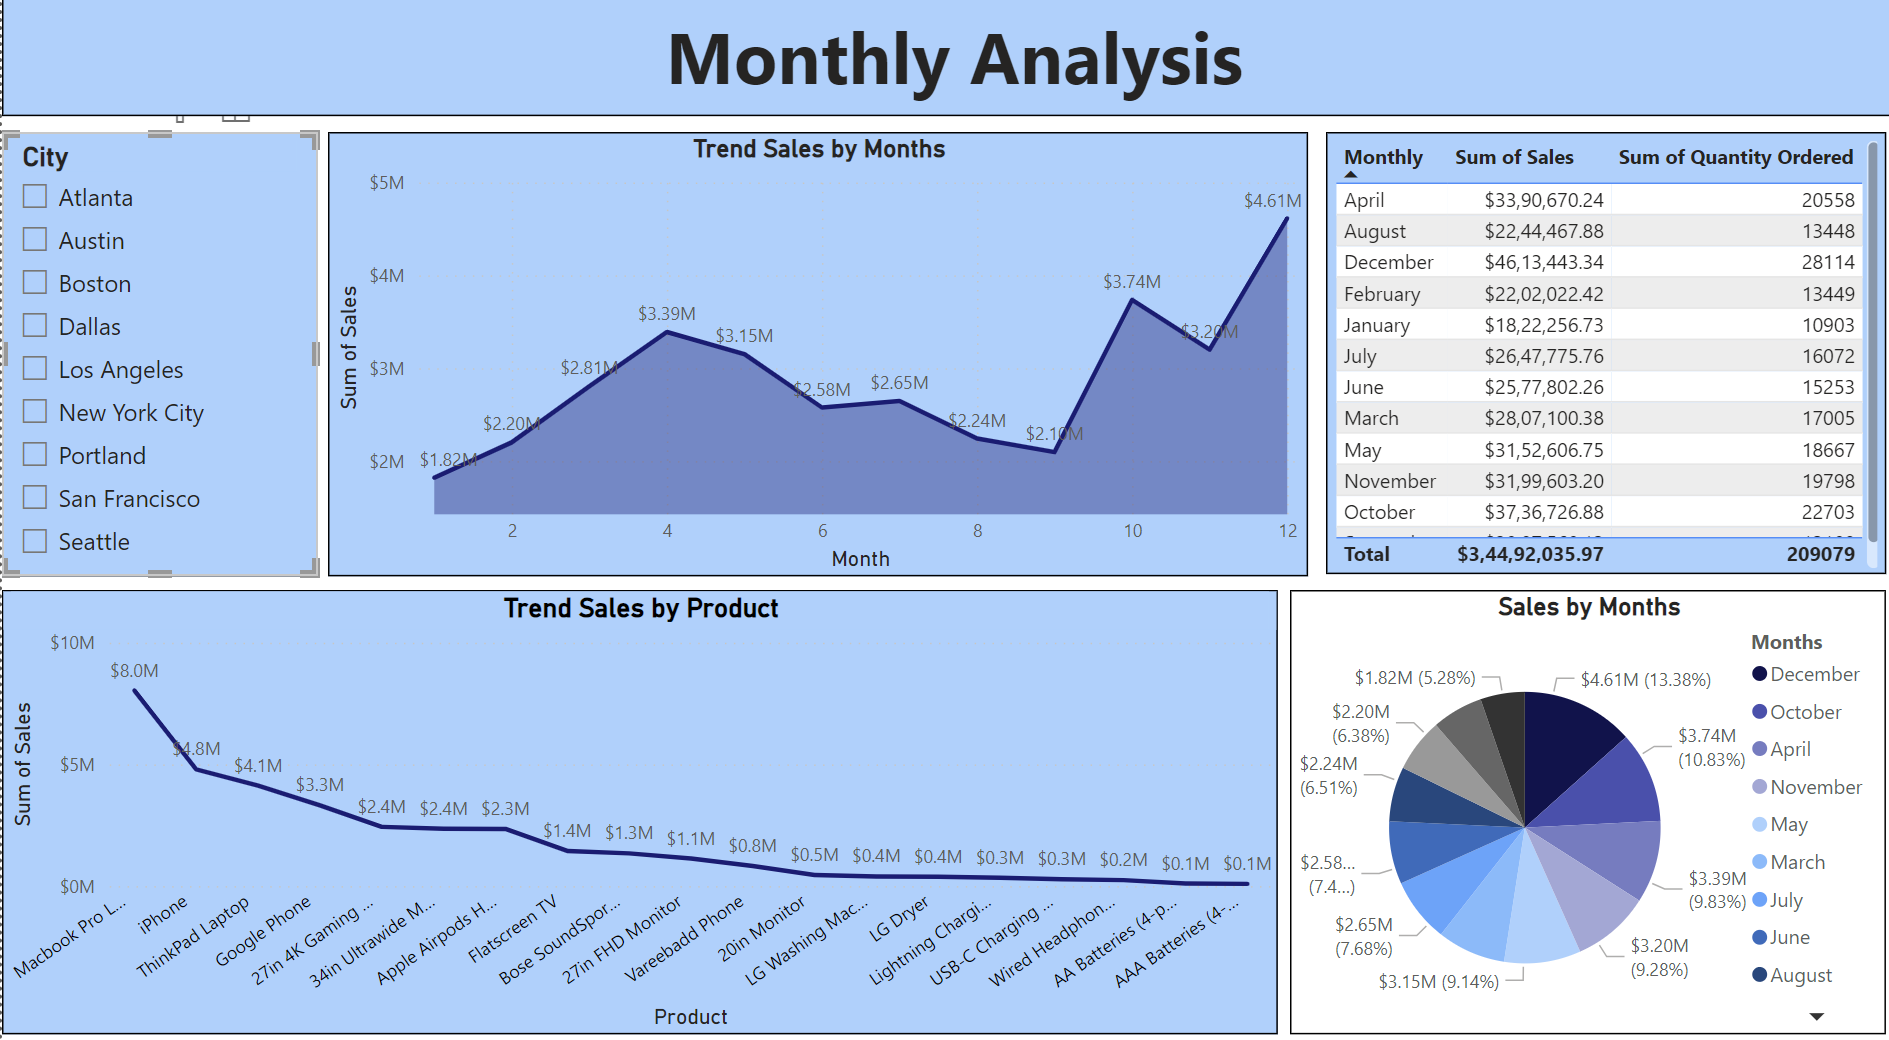 Monthly Analysis
City
Atlanta
Austin
Boston
Dallas
Los Angeles
New York City
Portland
San Francisco
Seattle
Trend Sales by Months
Sum of Sales
$5M
$4M
$3M
$2M
$1.82M
$2.20M
$2.81M
$3.39M
$3.15M
$2.58M
$2.65M
$2.24M
$2.10M
$3.74M
$3.20M
$4.61M
2 4 6 8 10 12
Month
Monthly Sum of Sales Sum of Quantity Ordered
April $33,90,670.24 20558
August $22,44,467.88 13448
December $46,13,443.34 28114
February $22,02,022.42 13449
January $18,22,256.73 10903
July $26,47,775.76 16072
June $25,77,802.26 15253
March $28,07,100.38 17005
May $31,52,606.75 18667
November $31,99,603.20 19798
October $37,36,726.88 22703
Total $3,44,92,035.97 209079
Trend Sales by Product
Sum of Sales
$10M
$5M
$0M
$8.0M
$4.8M
$4.1M
$3.3M
$2.4M
$2.4M
$2.3M
$1.4M
$1.3M
$1.1M
$0.8M
$0.5M
$0.4M
$0.4M
$0.3M
$0.3M
$0.2M
$0.1M
$0.1M
Macbook Pro L...
iPhone
ThinkPad Laptop
Google Phone
27in 4K Gaming ...
34in Ultrawide M...
Apple Airpods H...
Flatscreen TV
Bose SoundSpor...
27in FHD Monitor
Vareebadd Phone
20in Monitor
LG Washing Mac...
LG Dryer
Lightning Chargi...
USB-C Charging ...
Wired Headphon...
AA Batteries (4-p...
AAA Batteries (4-...
Product
Sales by Months
$4.61M (13.38%)
$3.74M
(10.83%)
$3.39M
(9.83%)
$3.20M
(9.28%)
$3.15M (9.14%)
$2.65M
(7.68%)
$2.58...
(7.4...)
$2.24M
(6.51%)
$2.20M
(6.38%)
$1.82M (5.28%)
Months
December
October
April
November
May
March
July
June
August